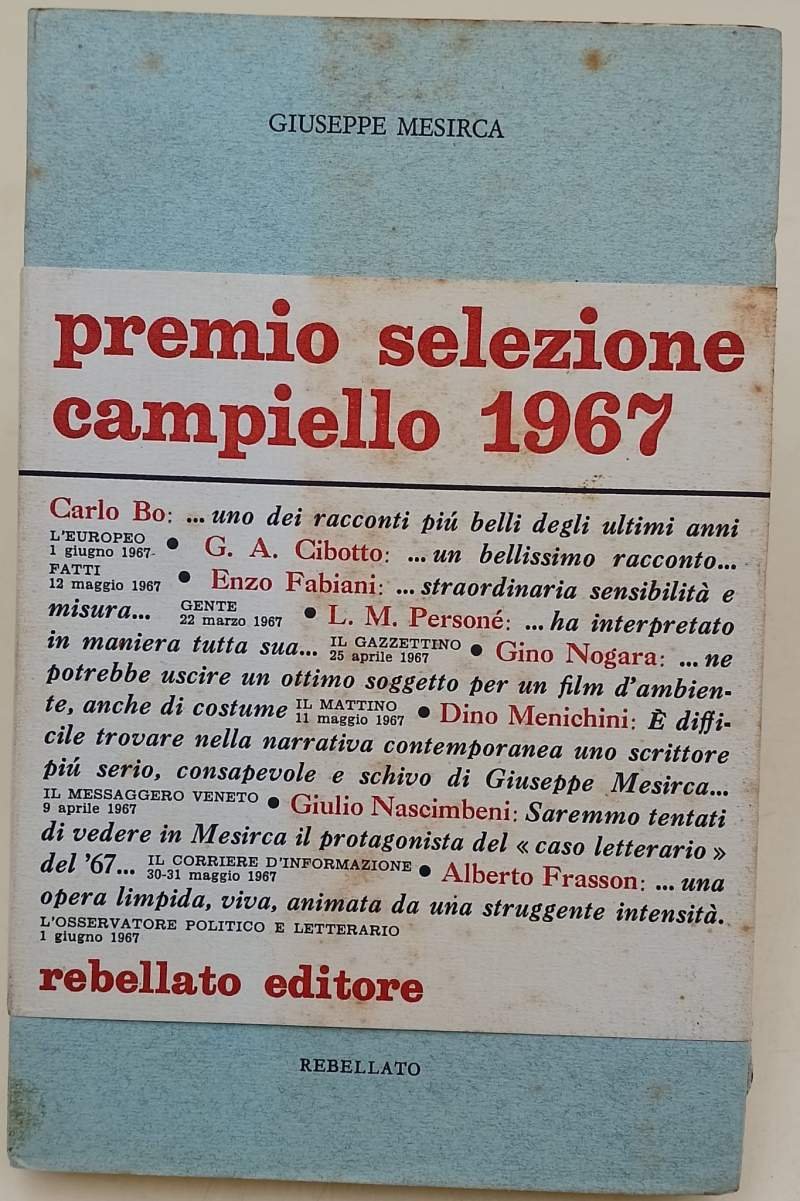 GIUSEPPE MESIRCA
premio selezione
campiello 1967
Carlo Bo: ... uno dei racconti piú belli degli ultimi anni
L'EUROPEO
1 giugno 1967- ● G. A. Cibotto: ... un bellissimo racconto...
FATTI
12 maggio 1967 ● Enzo Fabiani: ... straordinaria sensibilità e
misura... GENTE
22 marzo 1967 ● L. M. Personé: ... ha interpretato
in maniera tutta sua... IL GAZZETTINO
25 aprile 1967 ● Gino Nogara: ... ne
potrebbe uscire un ottimo soggetto per un film d'ambien-
te, anche di costume IL MATTINO
11 maggio 1967 ● Dino Menichini: È diffi-
cile trovare nella narrativa contemporanea uno scrittore
piú serio, consapevole e schivo di Giuseppe Mesirca...
IL MESSAGGERO VENETO
9 aprile 1967 ● Giulio Nascimbeni: Saremmo tentati
di vedere in Mesirca il protagonista del « caso letterario »
del '67... IL CORRIERE D'INFORMAZIONE
30-31 maggio 1967 ● Alberto Frasson: ... una
opera limpida, viva, animata da una struggente intensità.
L'OSSERVATORE POLITICO E LETTERARIO
1 giugno 1967
rebellato editore
REBELLATO